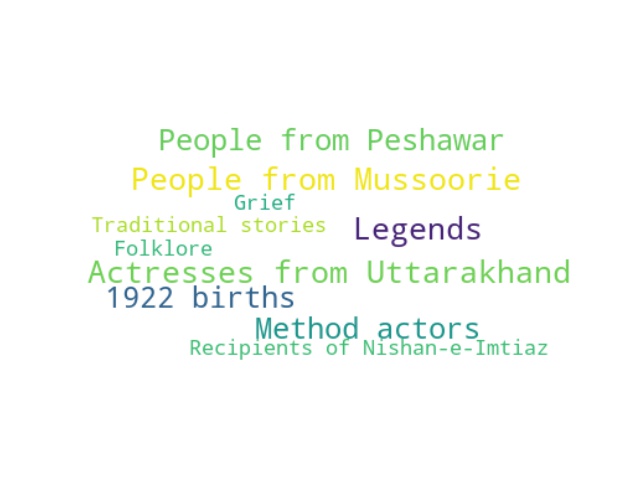 People from Peshawar
People from Mussoorie
Grief
Traditional stories
Legends
Folklore
Actresses from Uttarakhand
1922 births
Method actors
Recipients of Nishan-e-Imtiaz